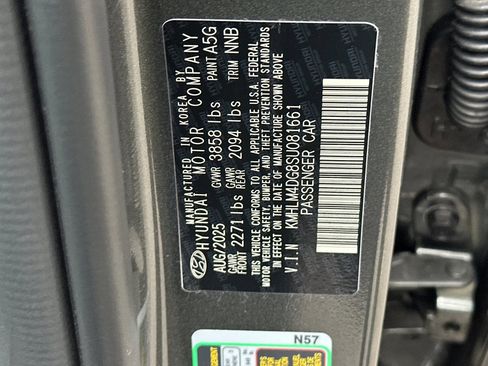 MANUFACTURED IN KOREA BY
HYUNDAI MOTOR COMPANY
AUG/2025 GVWR 3858 lbs PAINT A5G
GAWR FRONT 2271 lbs GAWR REAR 2094 lbs TRIM NNB
THIS VEHICLE CONFORMS TO ALL APPLICABLE U.S.A. FEDERAL
MOTOR VEHICLE SAFETY, BUMPER, AND THEFT PREVENTION STANDARDS
IN EFFECT ON THE DATE OF MANUFACTURE SHOWN ABOVE
V.I.N KMHLM4DG8SU081661
PASSENGER CAR
N57